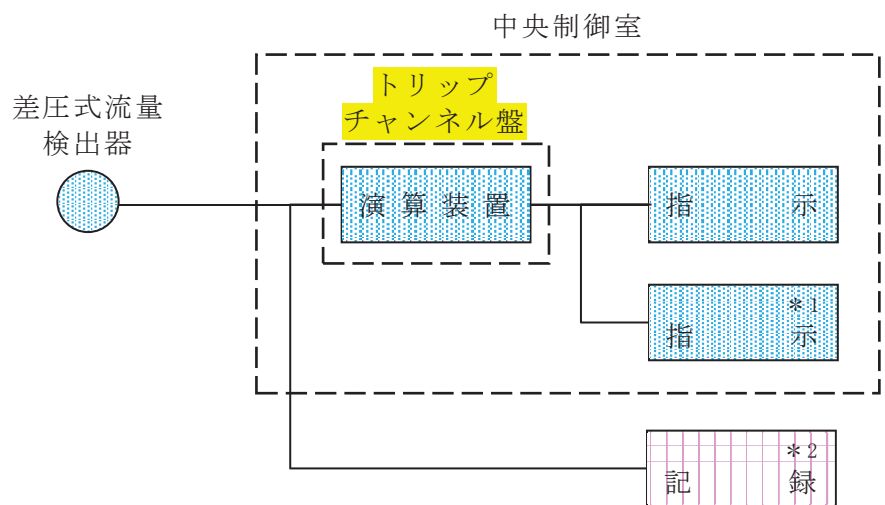 中央制御室
トリップ
チャンネル盤
差圧式流量
検出器
演算装置
指示
*1
指示
*2
記録